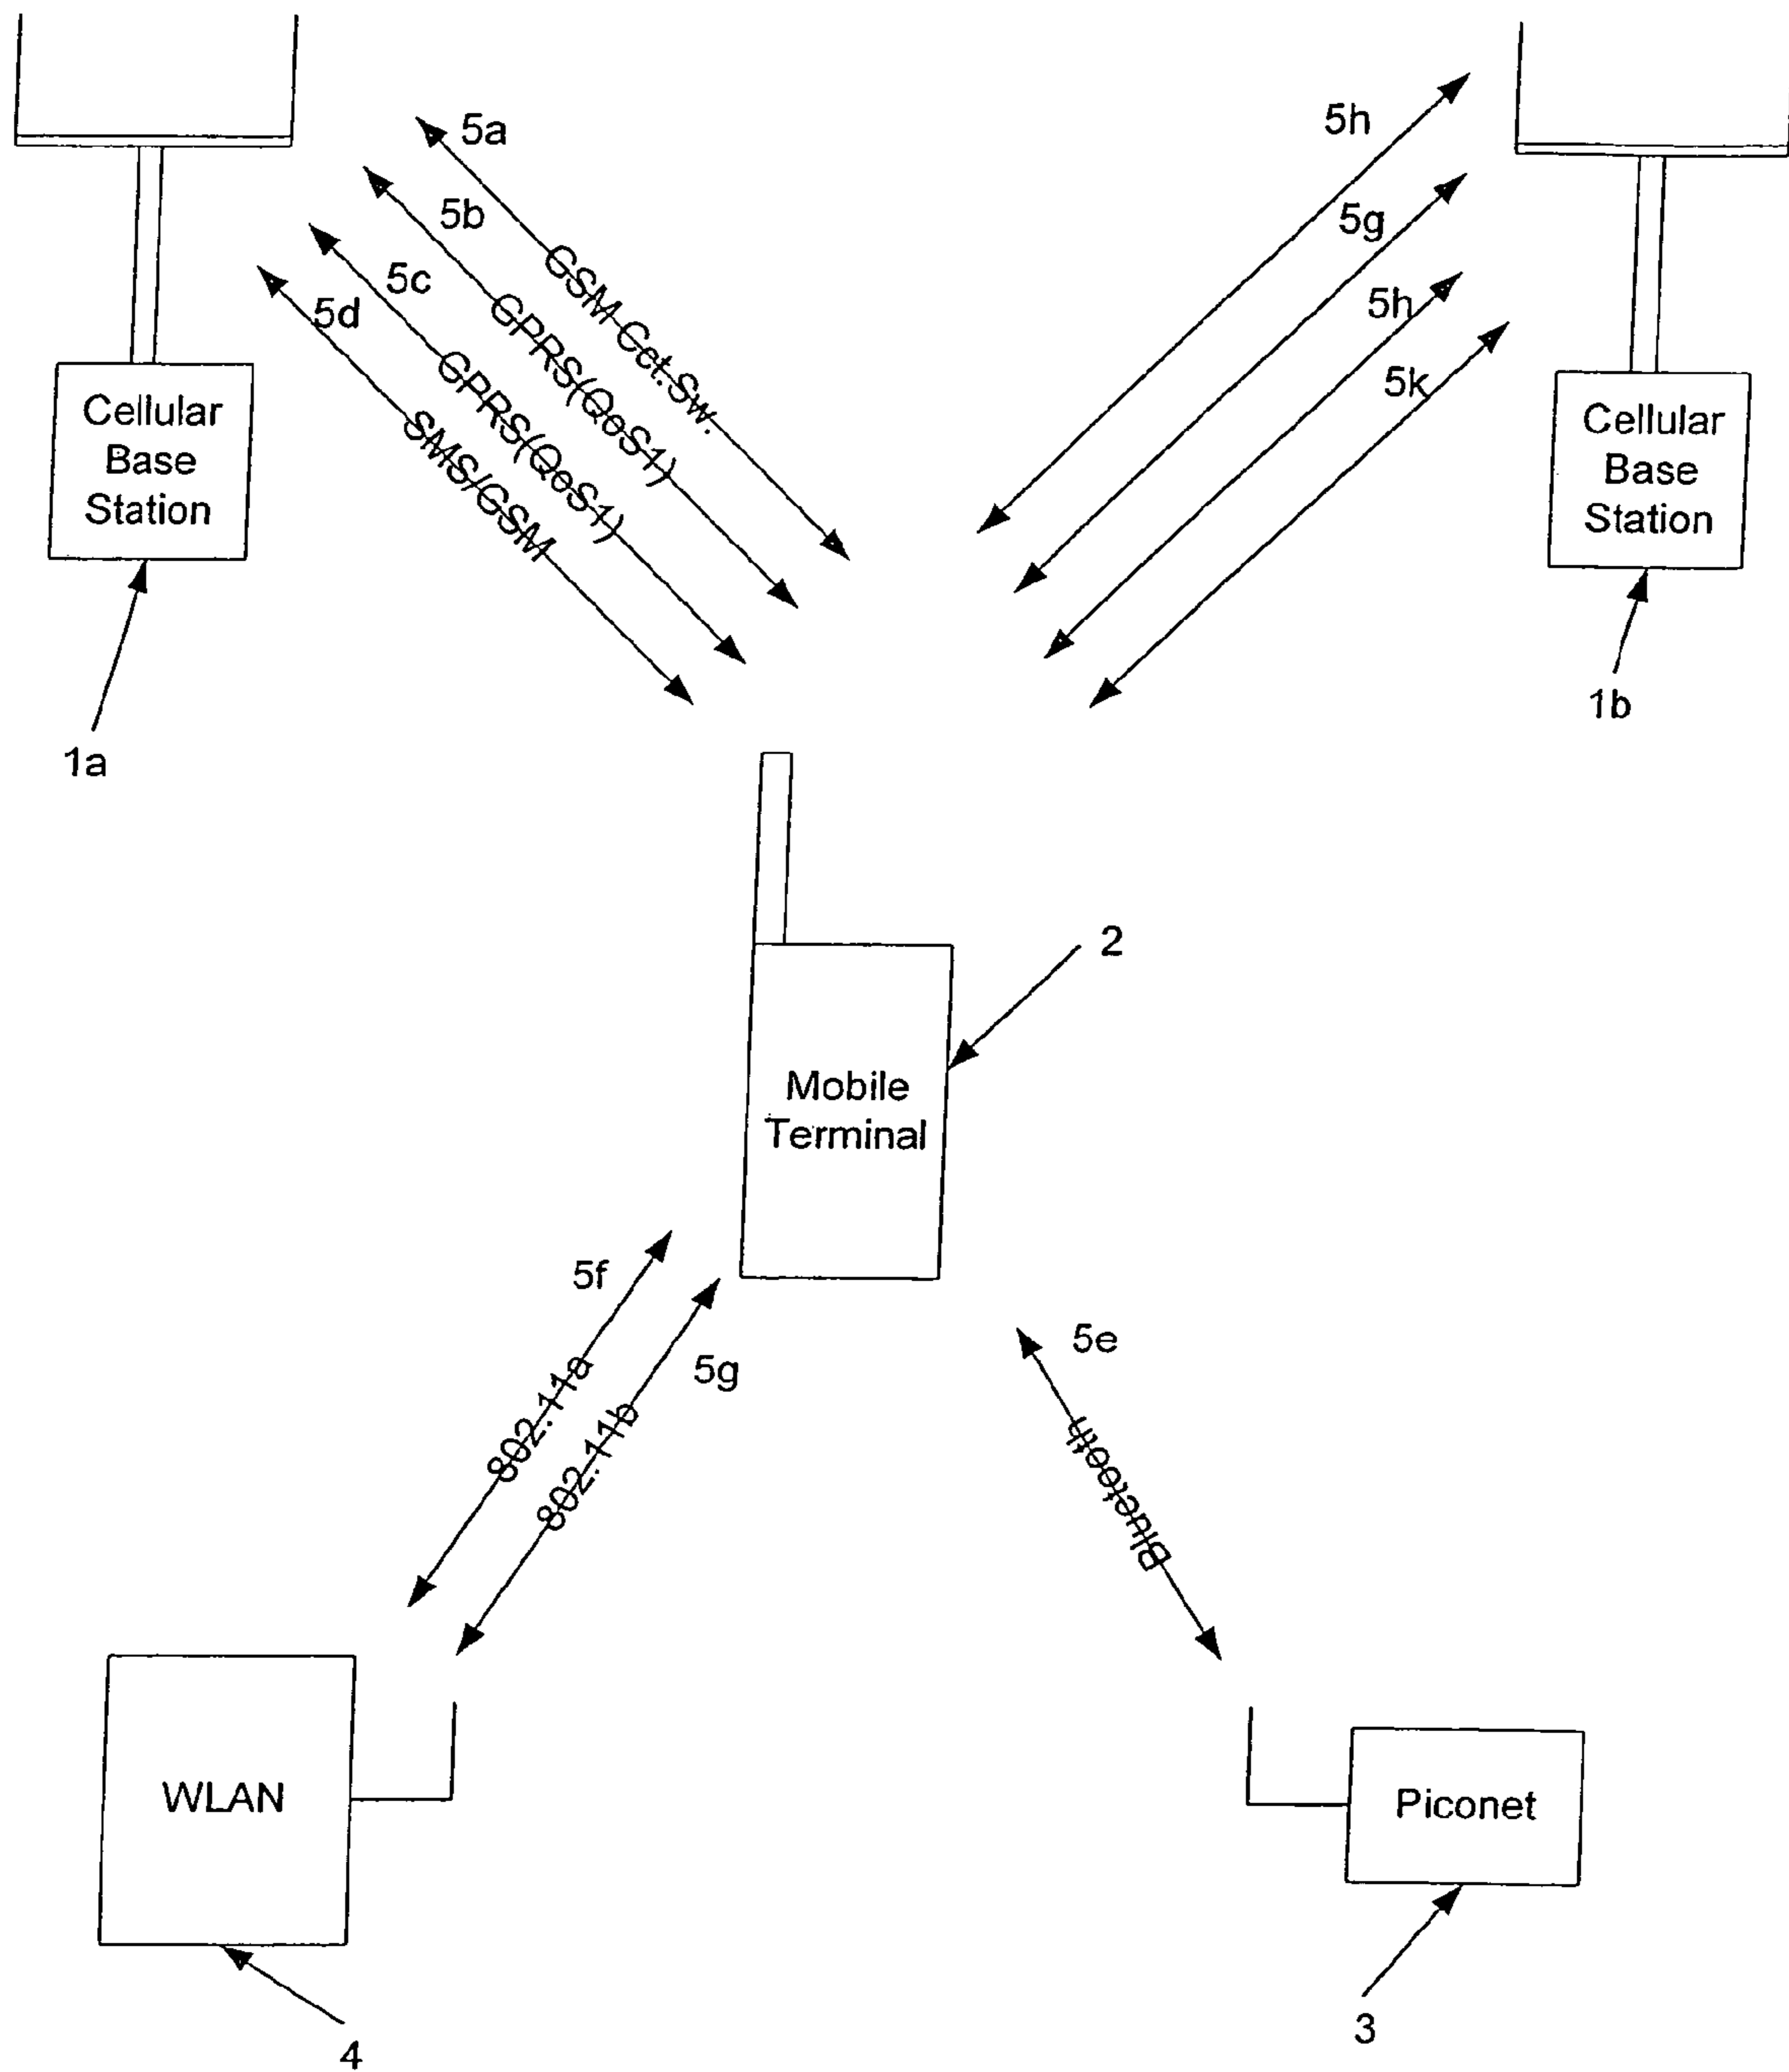 5a
5b
5c
5d
GSM Cct.Sw.
GPRS(QoS1)
GPRS(QoS1)
SMS/GSM
5h
5g
5h
5k
Cellular
Base
Station
Cellular
Base
Station
1a
1b
2
Mobile
Terminal
5f
5g
802.11a
802.11b
5e
Bluetooth
WLAN
Piconet
4
3